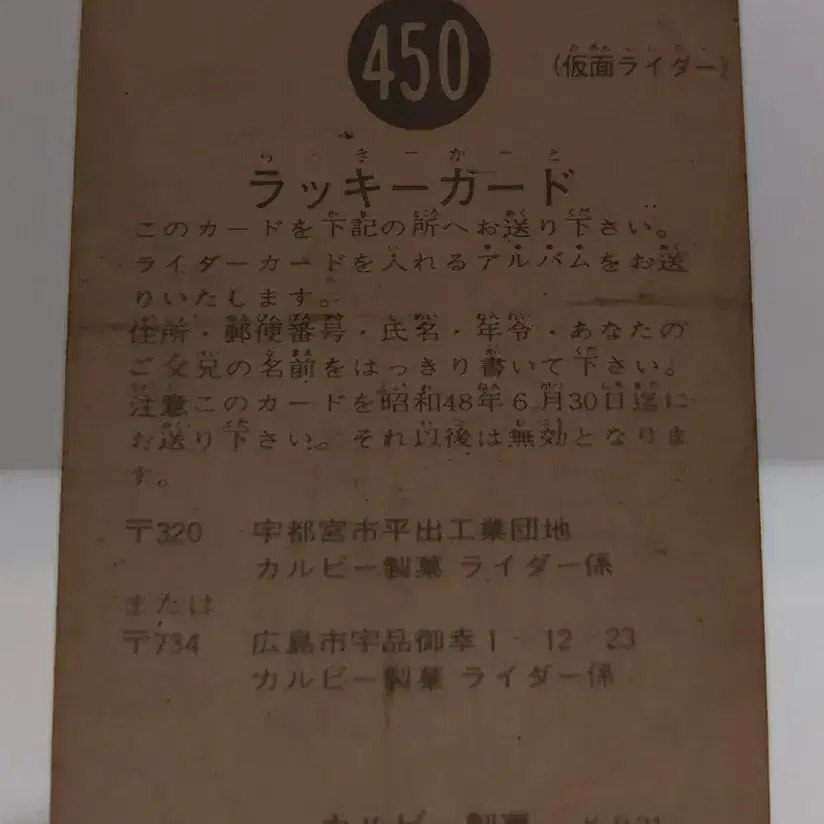 450
(仮面ライダー)
ラッキーカード
このカードを下記の所へお送り下さい。
ライダーカードを入れるアルバムをお送
りいたします。
住所・郵便番号・氏名・年令・あなたの
ご父兄の名前をはっきり書いて下さい。
注意このカードを昭和48年6月30日迄に
お送り下さい。それ以後は無効となりま
す。
〒320 宇都宮市平出工業団地
カルビー製菓 ライダー係
または
〒734 広島市宇品御幸1-12-23
カルビー製菓 ライダー係
カルビー製菓